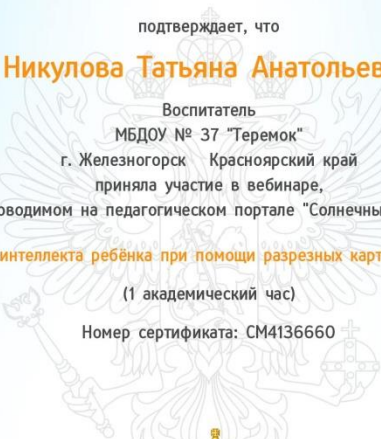 подтверждает, что
Никулова Татьяна Анатольев
Воспитатель
МБДОУ № 37 "Теремок"
г. Железногорск Красноярский край
приняла участие в вебинаре,
оводимом на педагогическом портале "Солнечны
интеллекта ребёнка при помощи разрезных карт
(1 академический час)
Номер сертификата: СМ4136660